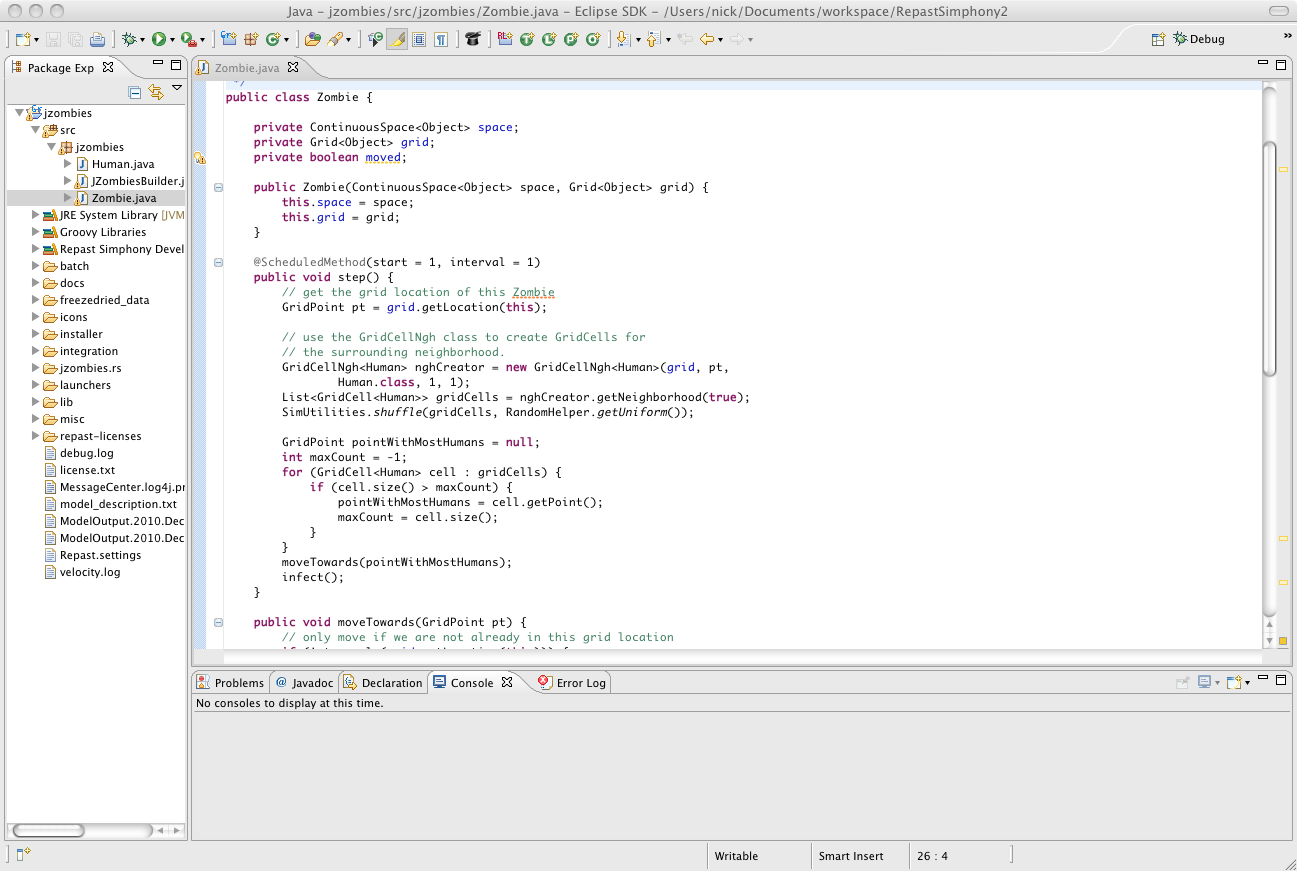 Java – jzombies/src/jzombies/Zombie.java – Eclipse SDK – /Users/nick/Documents/workspace/RepastSimphony2
Debug
Package Exp
jzombies
src
jzombies
Human.java
JZombiesBuilder.j
Zombie.java
JRE System Library [JVM
Groovy Libraries
Repast Simphony Devel
batch
docs
freezedried_data
icons
installer
integration
jzombies.rs
launchers
lib
misc
repast-licenses
debug.log
license.txt
MessageCenter.log4j.pr
model_description.txt
ModelOutput.2010.Dec
ModelOutput.2010.Dec
Repast.settings
velocity.log
Zombie.java
*/
public class Zombie {
private ContinuousSpace<Object> space;
private Grid<Object> grid;
private boolean moved;
public Zombie(ContinuousSpace<Object> space, Grid<Object> grid) {
this.space = space;
this.grid = grid;
}
@ScheduledMethod(start = 1, interval = 1)
public void step() {
// get the grid location of this Zombie
GridPoint pt = grid.getLocation(this);
// use the GridCellNgh class to create GridCells for
// the surrounding neighborhood.
GridCellNgh<Human> nghCreator = new GridCellNgh<Human>(grid, pt,
Human.class, 1, 1);
List<GridCell<Human>> gridCells = nghCreator.getNeighborhood(true);
SimUtilities.shuffle(gridCells, RandomHelper.getUniform());
GridPoint pointWithMostHumans = null;
int maxCount = -1;
for (GridCell<Human> cell : gridCells) {
if (cell.size() > maxCount) {
pointWithMostHumans = cell.getPoint();
maxCount = cell.size();
}
}
moveTowards(pointWithMostHumans);
infect();
}
public void moveTowards(GridPoint pt) {
// only move if we are not already in this grid location
Problems
@ Javadoc
Declaration
Console
Error Log
No consoles to display at this time.
Writable
Smart Insert
26 : 4